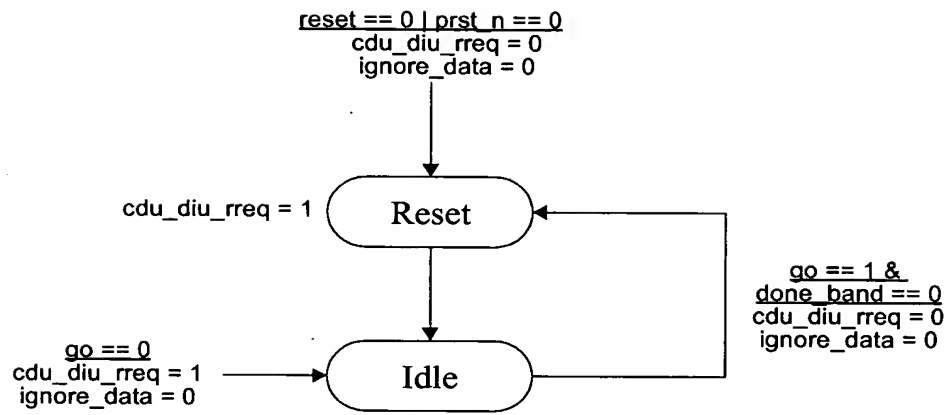 reset == 0 | prst_n == 0
cdu_diu_rreq = 0
ignore_data = 0
cdu_diu_rreq = 1
Reset
go == 1 &
done_band == 0
cdu_diu_rreq = 0
ignore_data = 0
go == 0
cdu_diu_rreq = 1
ignore_data = 0
Idle